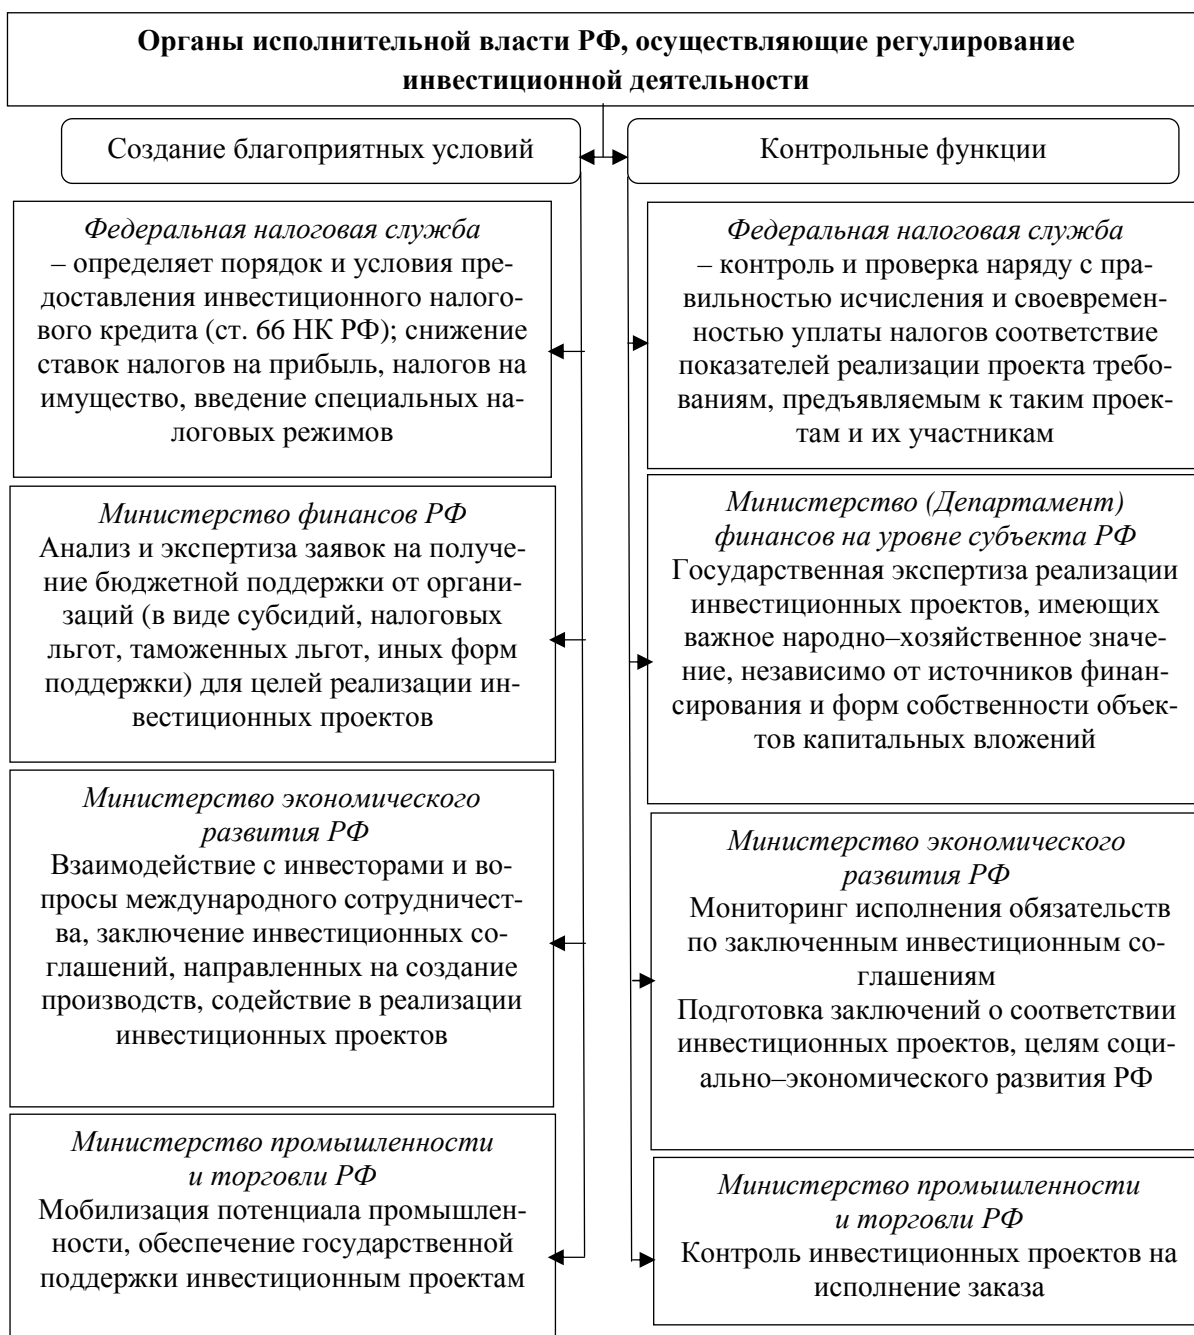 Органы исполнительной власти РФ, осуществляющие регулирование
инвестиционной деятельности
Создание благоприятных условий
Контрольные функции
Федеральная налоговая служба
– определяет порядок и условия пре-
доставления инвестиционного налого-
вого кредита (ст. 66 НК РФ); снижение
ставок налогов на прибыль, налогов на
имущество, введение специальных на-
логовых режимов
Министерство финансов РФ
Анализ и экспертиза заявок на получе-
ние бюджетной поддержки от органи-
заций (в виде субсидий, налоговых
льгот, таможенных льгот, иных форм
поддержки) для целей реализации ин-
вестиционных проектов
Министерство экономического
развития РФ
Взаимодействие с инвесторами и во-
просы международного сотрудничест-
ва, заключение инвестиционных со-
глашений, направленных на создание
производств, содействие в реализации
инвестиционных проектов
Министерство промышленности
и торговли РФ
Мобилизация потенциала промышлен-
ности, обеспечение государственной
поддержки инвестиционным проектам
Федеральная налоговая служба
– контроль и проверка наряду с пра-
вильностью исчисления и своевремен-
ностью уплаты налогов соответствие
показателей реализации проекта требо-
ваниям, предъявляемым к таким проек-
там и их участникам
Министерство (Департамент)
финансов на уровне субъекта РФ
Государственная экспертиза реализации
инвестиционных проектов, имеющих
важное народно–хозяйственное значе-
ние, независимо от источников финан-
сирования и форм собственности объек-
тов капитальных вложений
Министерство экономического
развития РФ
Мониторинг исполнения обязательств
по заключенным инвестиционным со-
глашениям
Подготовка заключений о соответствии
инвестиционных проектов, целям соци-
ально–экономического развития РФ
Министерство промышленности
и торговли РФ
Контроль инвестиционных проектов на
исполнение заказа